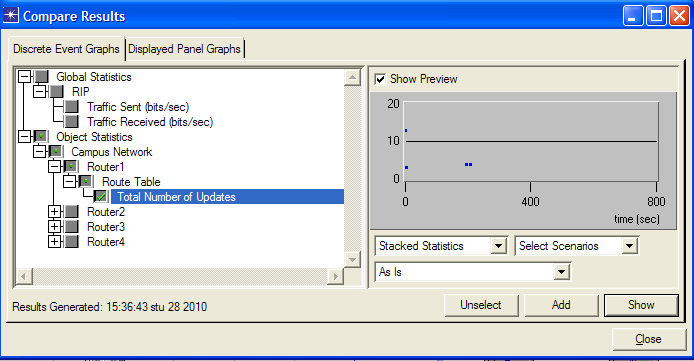 Compare Results
Discrete Event Graphs
Displayed Panel Graphs
Global Statistics
RIP
Traffic Sent (bits/sec)
Traffic Received (bits/sec)
Object Statistics
Campus Network
Router1
Route Table
Total Number of Updates
Router2
Router3
Router4
Show Preview
20
10
0
0
400
800
time (sec)
Stacked Statistics
Select Scenarios
As Is
Results Generated: 15:36:43 stu 28 2010
Unselect
Add
Show
Close